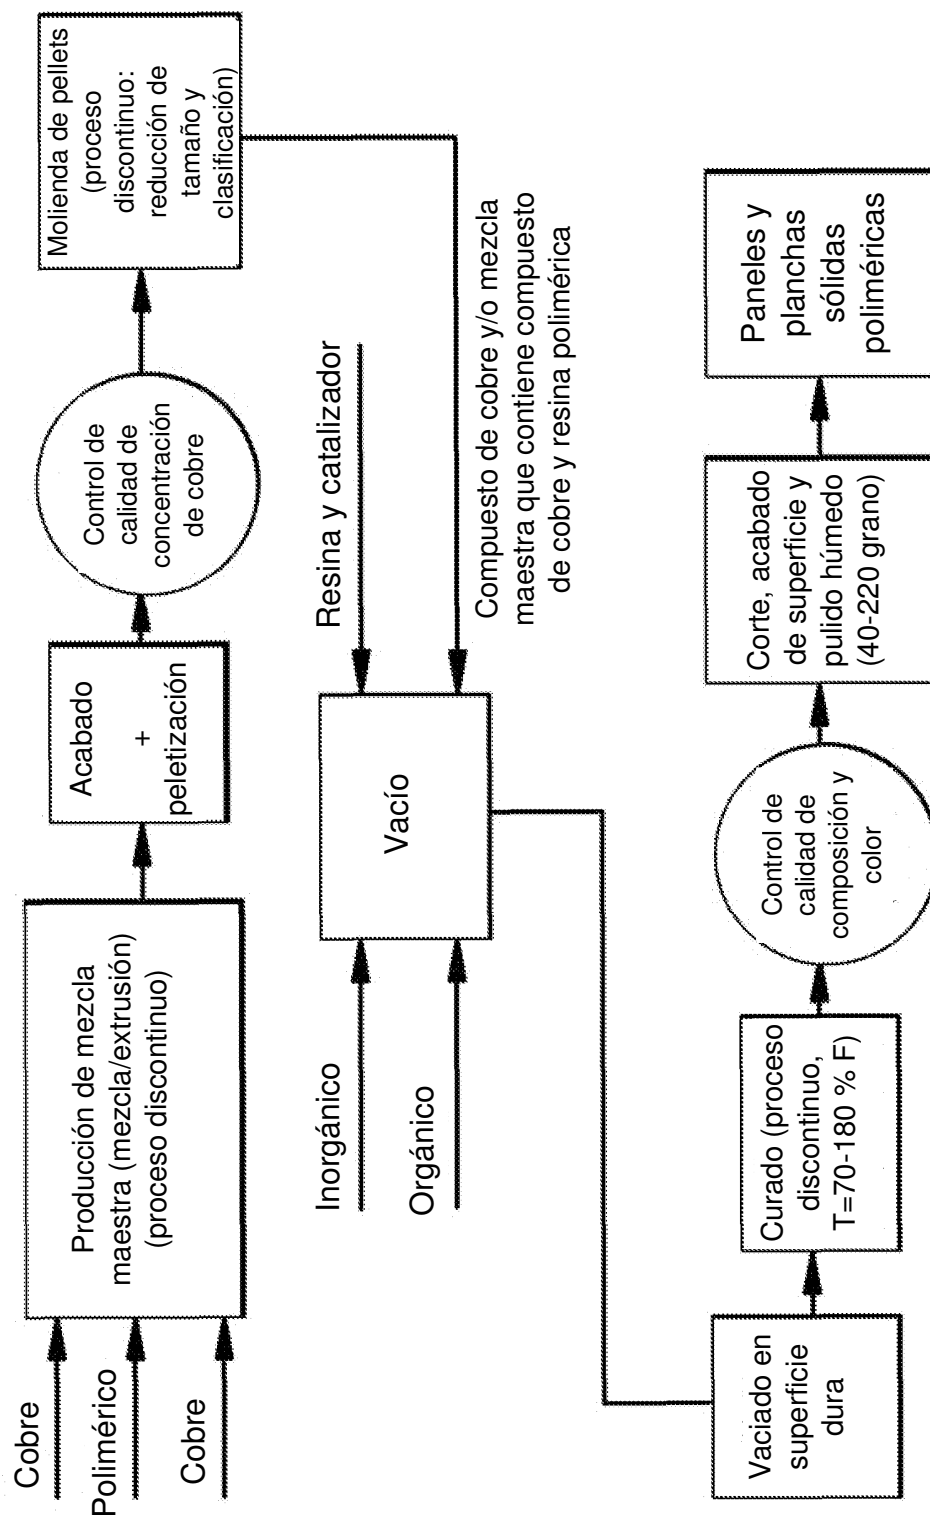 Cobre
Polimérico
Cobre
Producción de mezcla
maestra (mezcla/extrusión)
(proceso discontinuo)
Acabado
+
peletización
Control de
calidad de
concentración
de cobre
Molienda de pellets
(proceso
discontinuo:
reducción de
tamaño y
clasificación)
Inorgánico
Orgánico
Vacío
Resina y catalizador
Compuesto de cobre y/o mezcla
maestra que contiene compuesto
de cobre y resina polimérica
Vaciado en
superficie
dura
Curado (proceso
discontinuo,
T=70-180 % F)
Control de
calidad de
composición y
color
Corte, acabado
de superficie y
pulido húmedo
(40-220 grano)
Paneles y
planchas
sólidas
poliméricas